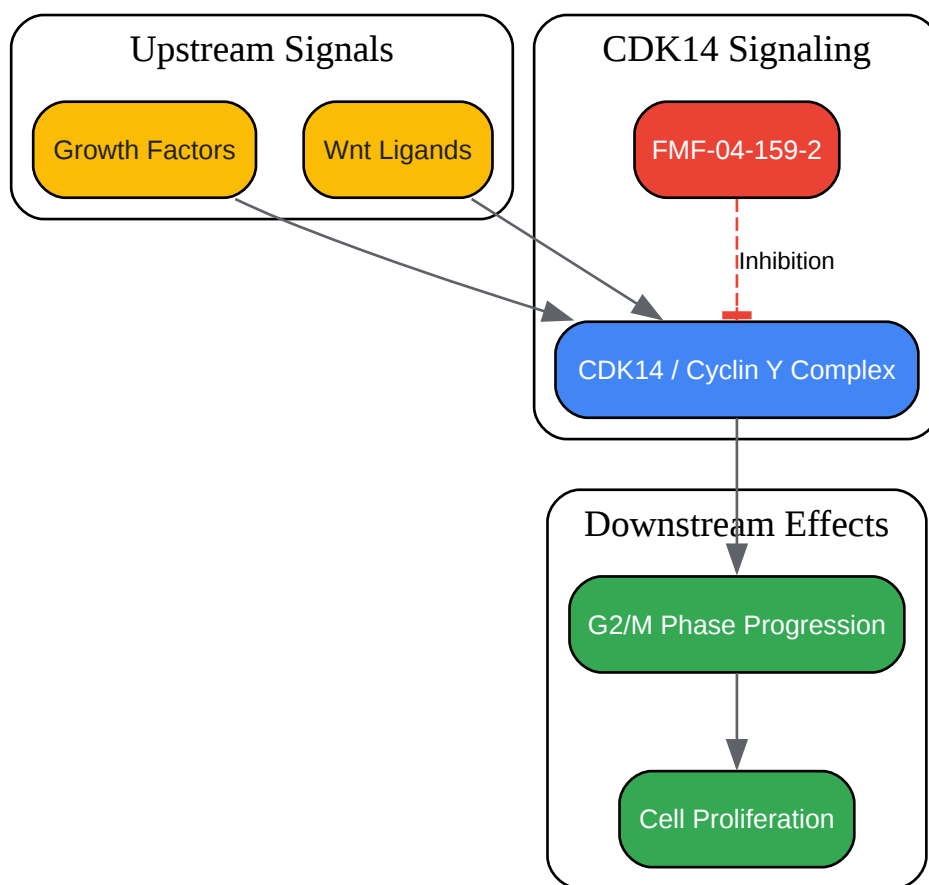 Upstream Signals
CDK14 Signaling
Growth Factors
Wnt Ligands
FMF-04-159-2
Inhibition
CDK14 / Cyclin Y Complex
Downstream Effects
G2/M Phase Progression
Cell Proliferation